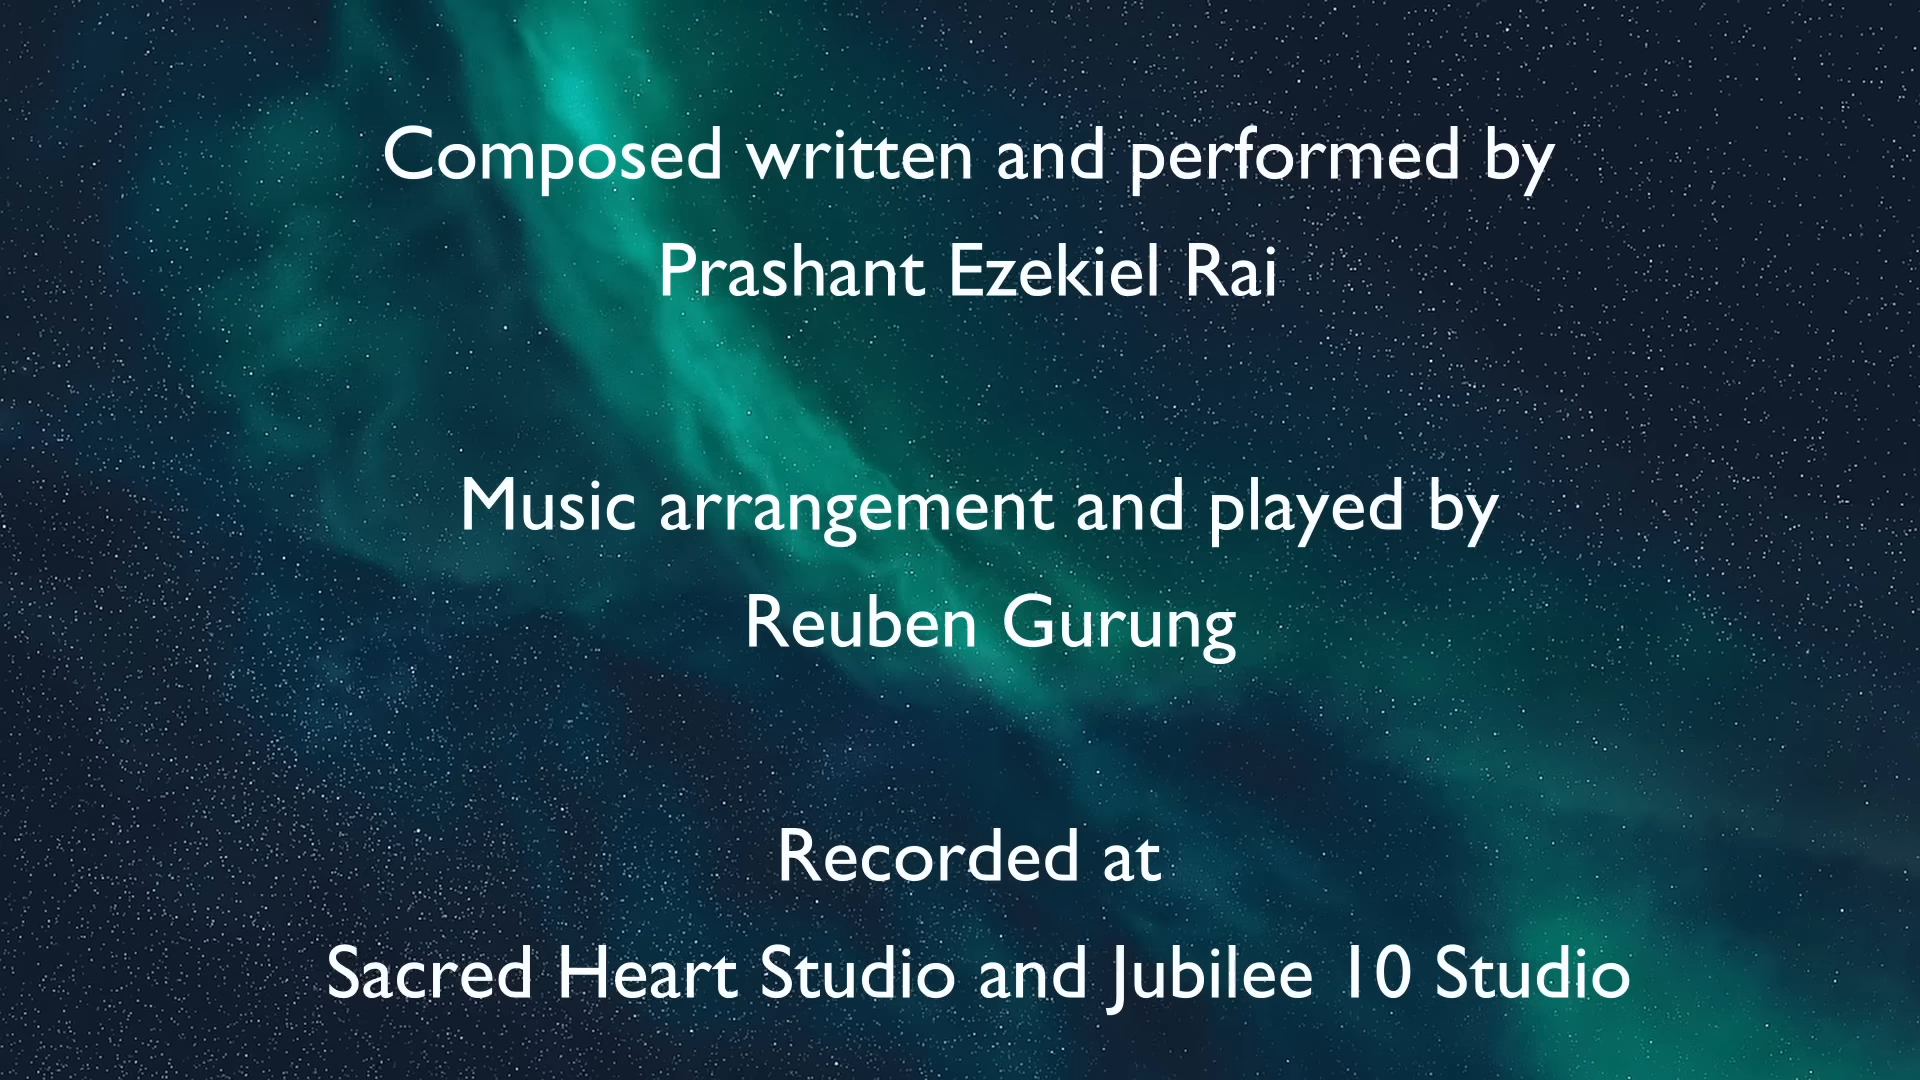 Composed written and performed by
Prashant Ezekiel Rai
Music arrangement and played by
Reuben Gurung
Recorded at
Sacred Heart Studio and Jubilee 10 Studio